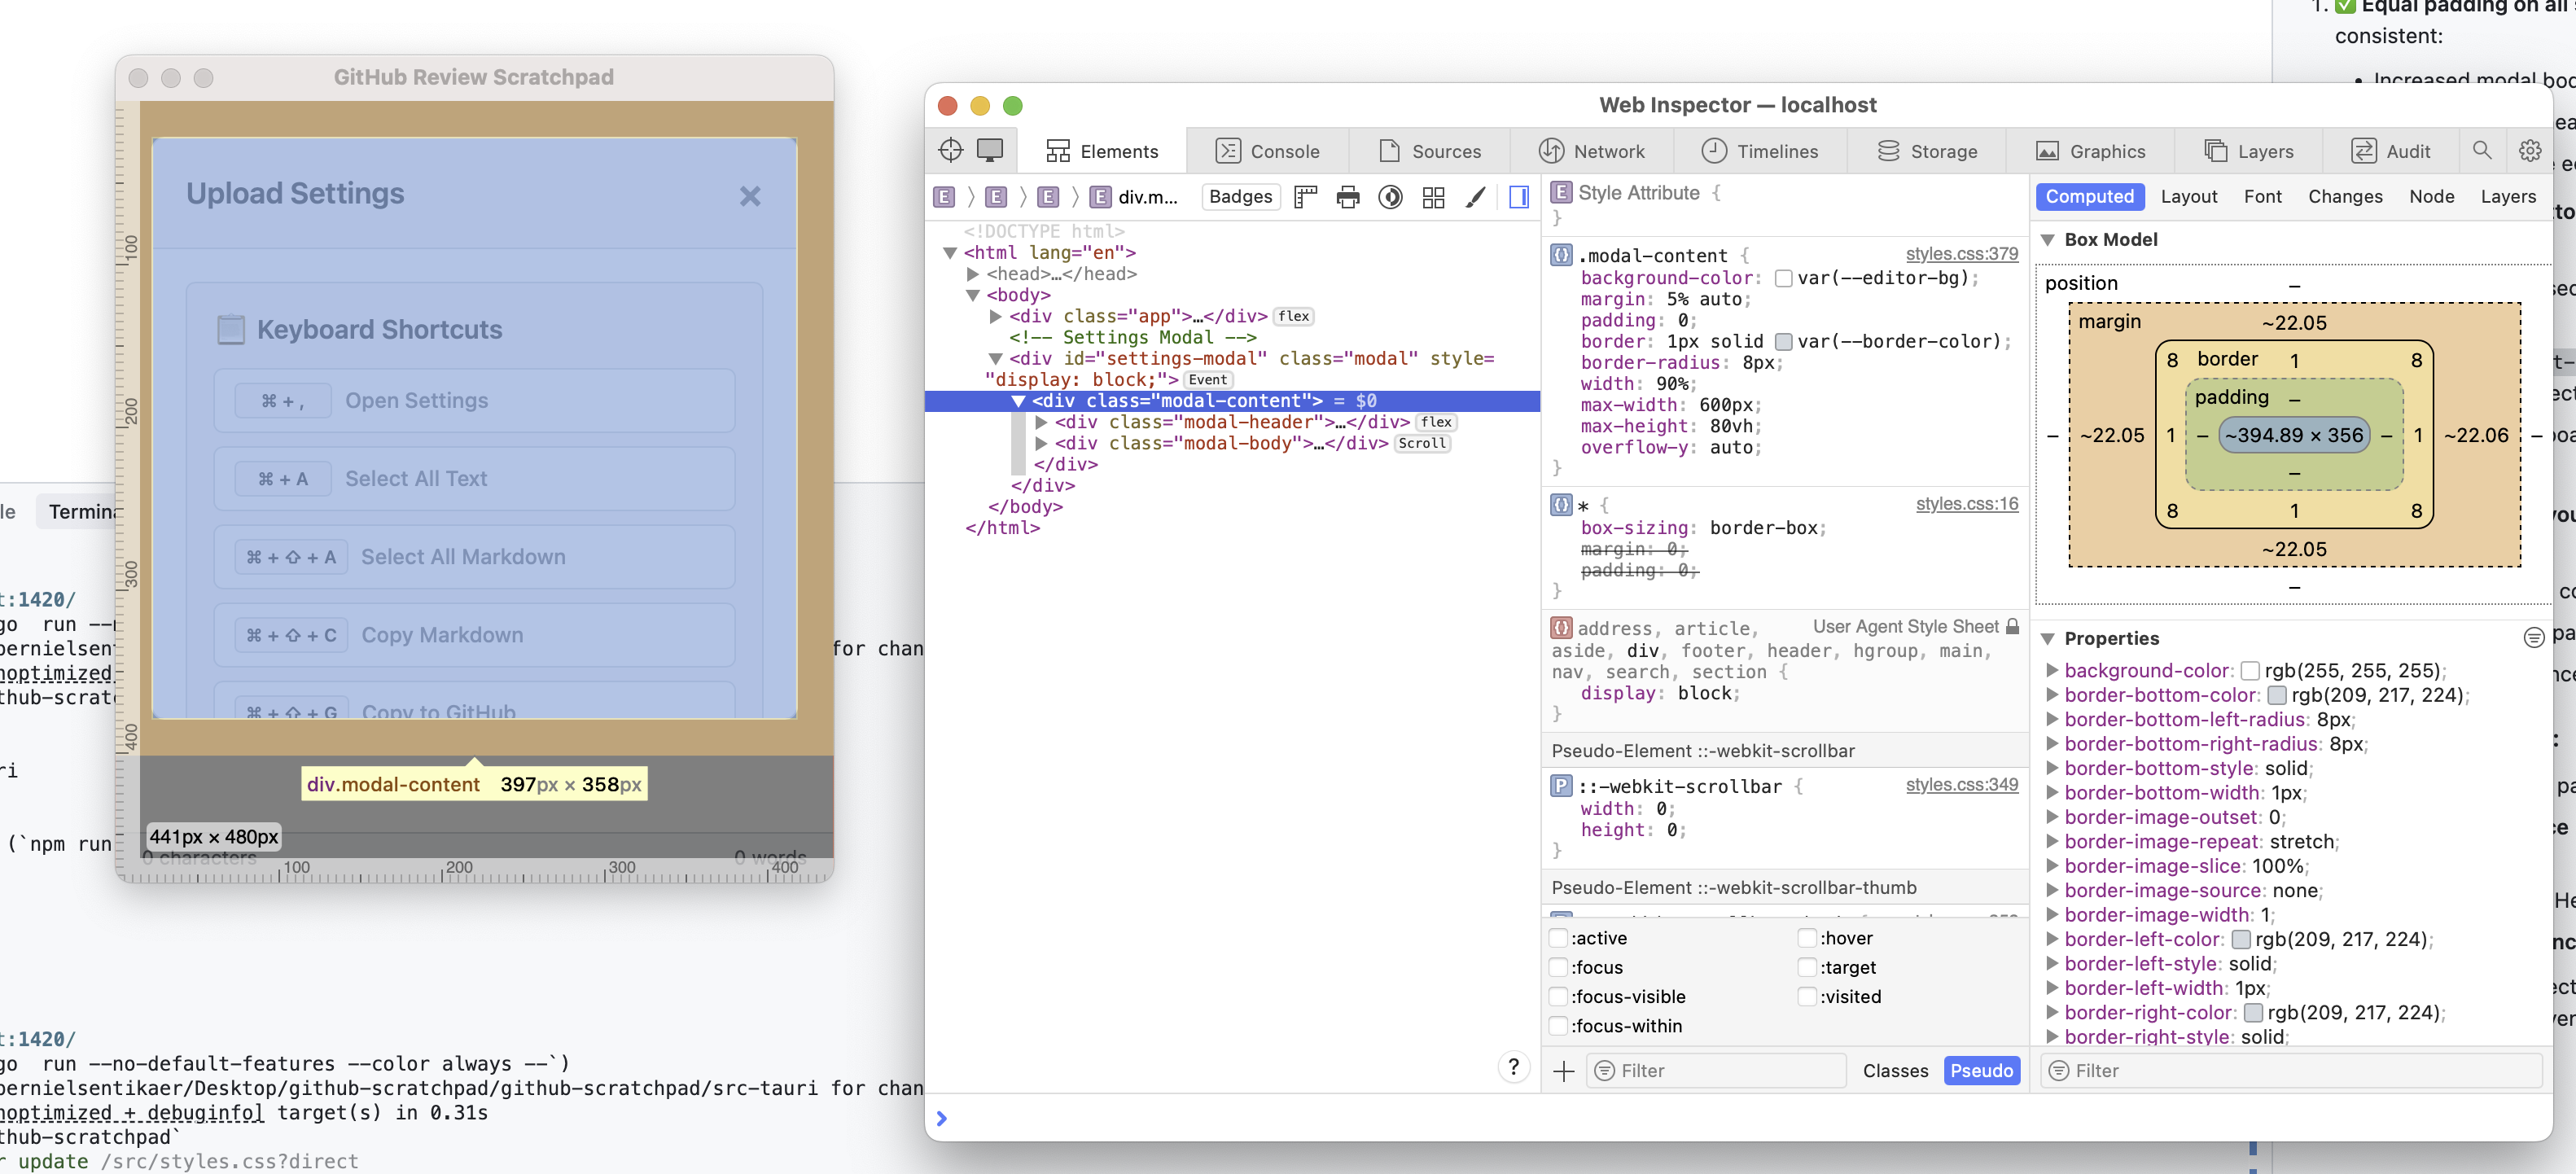 GitHub Review Scratchpad
Upload Settings
×
📋 Keyboard Shortcuts
⌘ + ,
Open Settings
⌘ + A
Select All Text
⌘ + ⇧ + A
Select All Markdown
⌘ + ⇧ + C
Copy Markdown
⌘ + ⇧ + G
Copy to GitHub
100
200
300
400
div.modal-content 397px × 358px
441px × 480px
0 characters
0 words
100
200
300
400
le
Termina
t:1420/
go run --n
pernielsent
for chan
noptimized
thub-scratc
ri
(`npm run
t:1420/
go run --no-default-features --color always --`)
pernielsentikaer/Desktop/github-scratchpad/github-scratchpad/src-tauri for chan
noptimized + debuginfo] target(s) in 0.31s
thub-scratchpad`
r update /src/styles.css?direct
Web Inspector — localhost
Elements
Console
Sources
Network
Timelines
Storage
Graphics
Layers
Audit
E 〉 E 〉 E 〉 E div.m...
Badges
<!DOCTYPE html>
<html lang="en">
<head>…</head>
<body>
<div class="app">…</div> flex
<!-- Settings Modal -->
<div id="settings-modal" class="modal" style=
"display: block;"> Event
<div class="modal-content"> = $0
<div class="modal-header">…</div> flex
<div class="modal-body">…</div> Scroll
</div>
</div>
</body>
</html>
?
E Style Attribute {
}
.modal-content {
styles.css:379
background-color: var(--editor-bg);
margin: 5% auto;
padding: 0;
border: 1px solid var(--border-color);
border-radius: 8px;
width: 90%;
max-width: 600px;
max-height: 80vh;
overflow-y: auto;
}
* {
styles.css:16
box-sizing: border-box;
margin: 0;
padding: 0;
}
address, article,
User Agent Style Sheet
aside, div, footer, header, hgroup, main,
nav, search, section {
display: block;
}
Pseudo-Element ::-webkit-scrollbar
P ::-webkit-scrollbar {
styles.css:349
width: 0;
height: 0;
}
Pseudo-Element ::-webkit-scrollbar-thumb
:active
:hover
:focus
:target
:focus-visible
:visited
:focus-within
Filter
Classes
Pseudo
Computed
Layout
Font
Changes
Node
Layers
Box Model
position
–
margin
~22.05
8 border 1 8
padding –
– ~22.05 1 – ~394.89 × 356 – 1 ~22.06 –
–
8 1 8
~22.05
–
Properties
background-color: rgb(255, 255, 255);
border-bottom-color: rgb(209, 217, 224);
border-bottom-left-radius: 8px;
border-bottom-right-radius: 8px;
border-bottom-style: solid;
border-bottom-width: 1px;
border-image-outset: 0;
border-image-repeat: stretch;
border-image-slice: 100%;
border-image-source: none;
border-image-width: 1;
border-left-color: rgb(209, 217, 224);
border-left-style: solid;
border-left-width: 1px;
border-right-color: rgb(209, 217, 224);
border-right-style: solid;
Filter
1. ✅ Equal padding on all
consistent:
• Increased modal bod